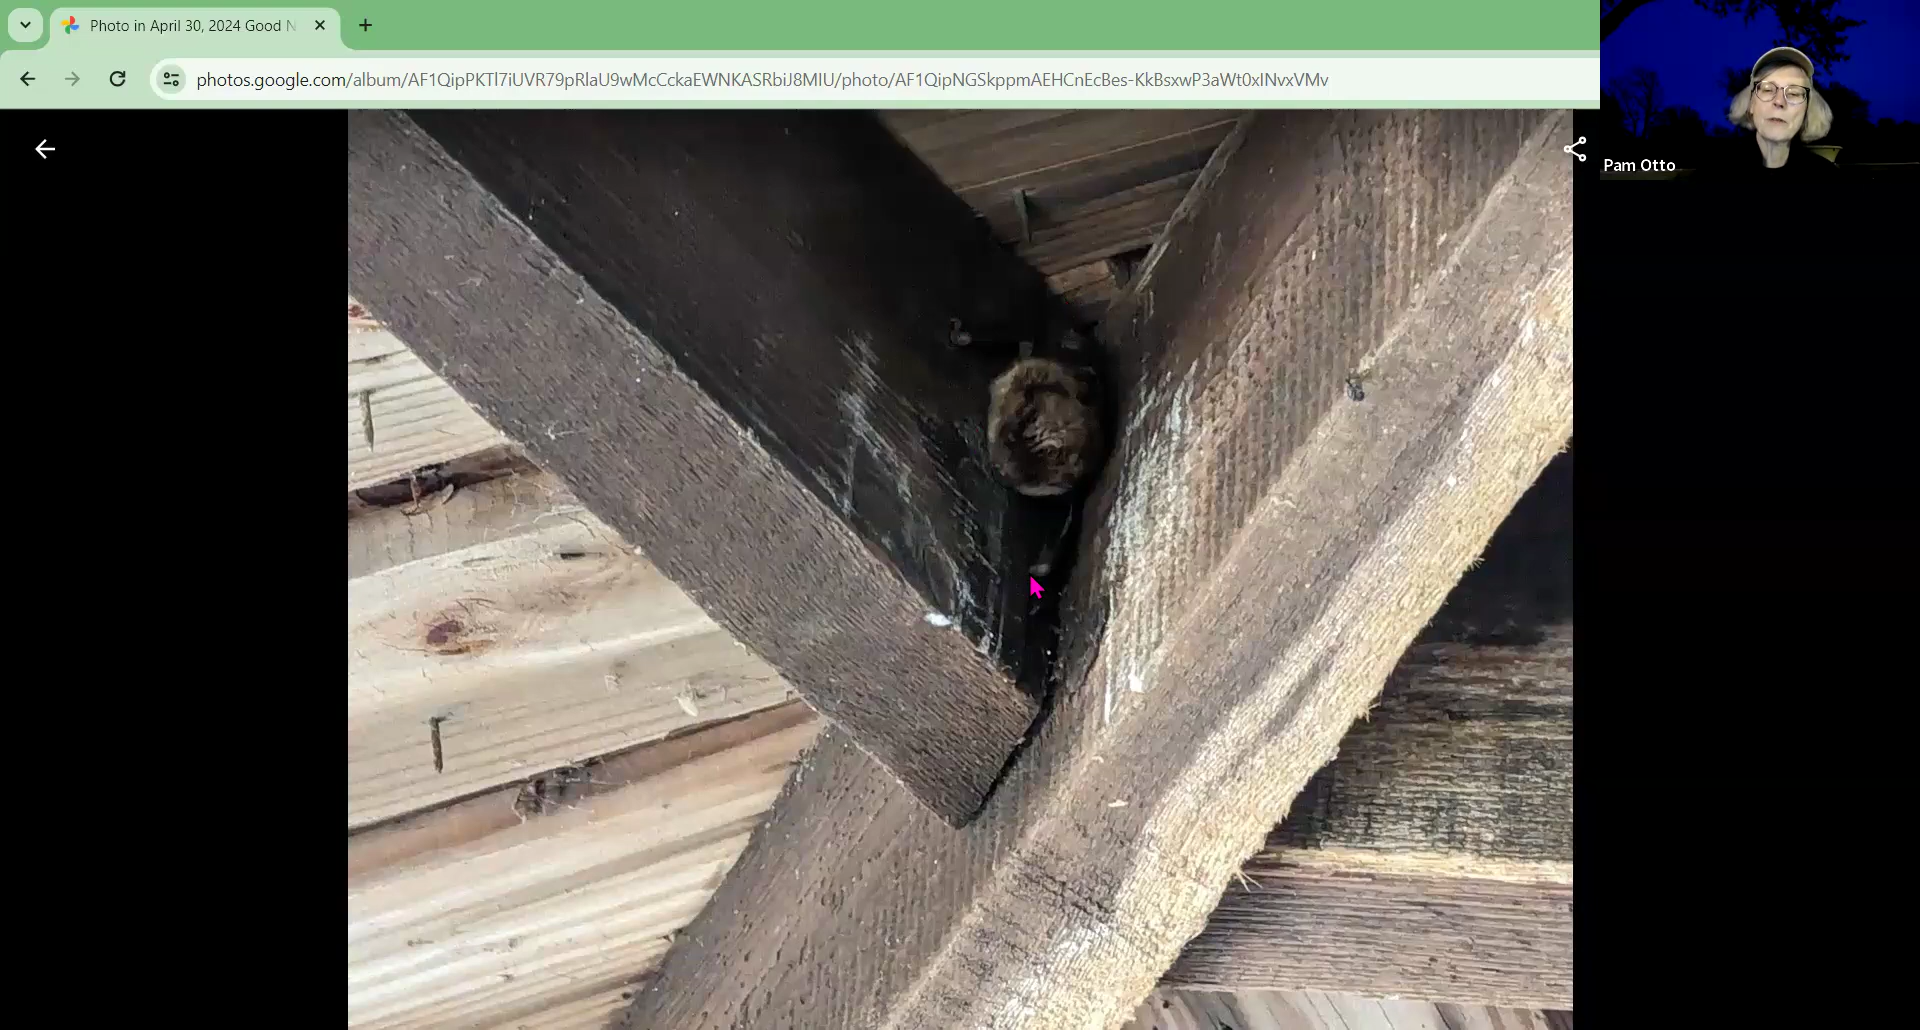 Photo in April 30, 2024 Good N
photos.google.com/album/AF1QipPKTl7iUVR79pRlaU9wMcCckaEWNKASRbiJ8MIU/photo/AF1QipNGSkppmAEHCnEcBes-KkBsxwP3aWt0xINvxVMv
Pam Otto